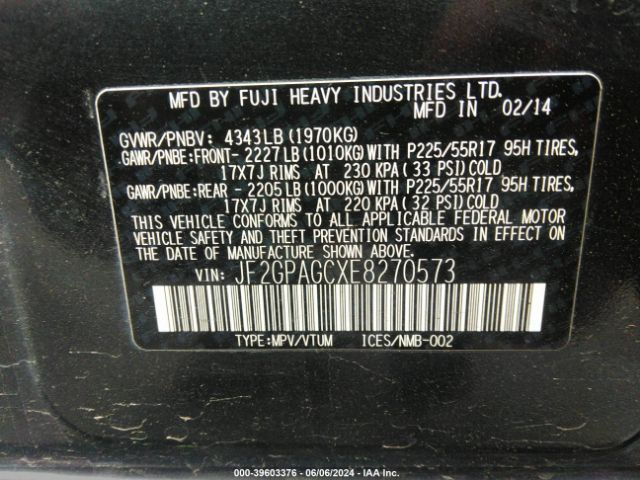 MFD BY FUJI HEAVY INDUSTRIES LTD.
MFD IN 02/14
GVWR/PNBV: 4343LB(1970KG)
GAWR/PNBE:FRONT- 2227LB(1010KG)WITH P225/55R17 95H TIRES,
17X7J RIMS AT 230 KPA(33 PSI)COLD
GAWR/PNBE:REAR - 2205LB(1000KG)WITH P225/55R17 95H TIRES,
17X7J RIMS AT 220 KPA(32 PSI)COLD
THIS VEHICLE CONFORMS TO ALL APPLICABLE FEDERAL MOTOR
VEHICLE SAFETY AND THEFT PREVENTION STANDARDS IN EFFECT ON
THE DATE OF MANUFACTURE SHOWN ABOVE.
VIN: JF2GPAGCXE8270573
TYPE:MPV/VTUM ICES/NMB-002
000-39603376 - 06/06/2024 - IAA Inc.